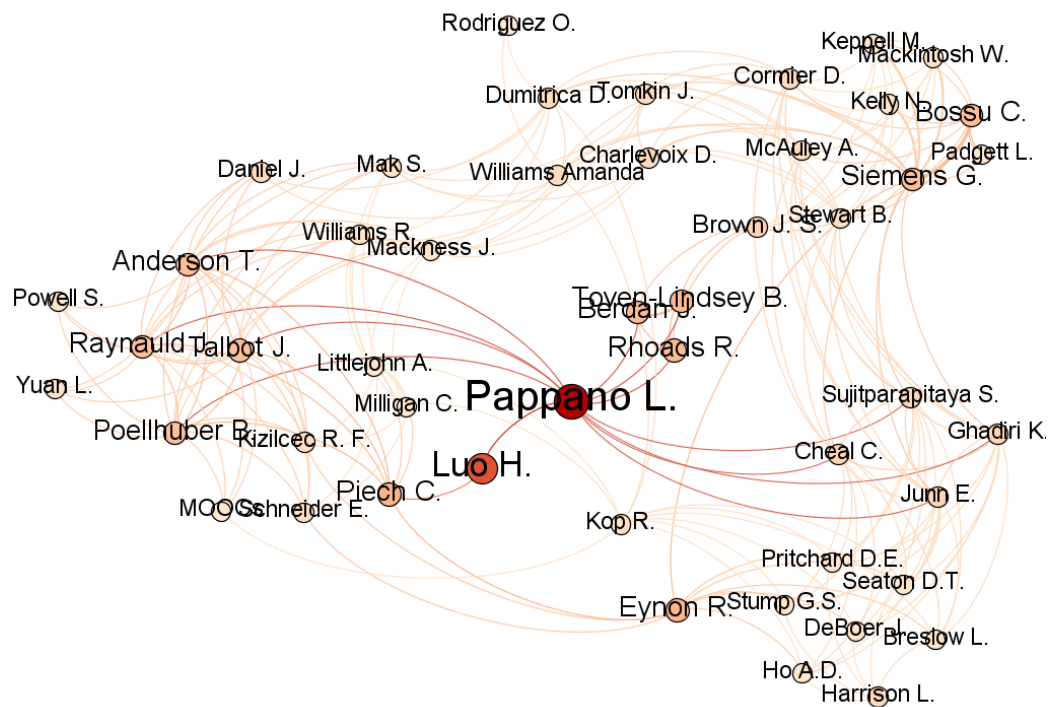 Rodriguez O.
Keppell M.
Mackintosh W.
Cormier D.
Dumitrica D.
Tomkin J.
Kelly N.
Bossu C.
McAuley A.
Padgett L.
Charlevoix D.
Daniel J.
Mak S.
Williams Amanda
Siemens G.
Stewart B.
Brown J. S.
Williams R.
Mackness J.
Anderson T.
Powell S.
Toven-Lindsey B.
Berdan J.
Raynauld J.
Talbot J.
Rhoads R.
Littlejohn A.
Yuan L.
Pappano L.
Sujitparapitaya S.
Milligan C.
Poellhuber B.
Kizilcec R. F.
Ghadiri K.
Cheal C.
Luo H.
Piech C.
Junn E.
MOOCs
Schneider E.
Kop R.
Pritchard D.E.
Seaton D.T.
Eynon R.
Stump G.S.
DeBoer J.
Breslow L.
Ho A.D.
Harrison L.